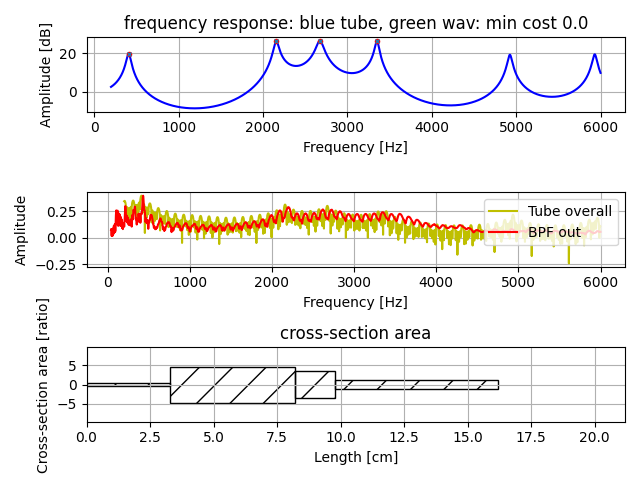 frequency response: blue tube, green wav: min cost 0.0
Amplitude [dB]
20
0
0 1000 2000 3000 4000 5000 6000
Frequency [Hz]
Amplitude
0.25
0.00
−0.25
Tube overall
BPF out
0 1000 2000 3000 4000 5000 6000
Frequency [Hz]
cross-section area
Cross-section area [ratio]
5
0
−5
0.0 2.5 5.0 7.5 10.0 12.5 15.0 17.5 20.0
Length [cm]